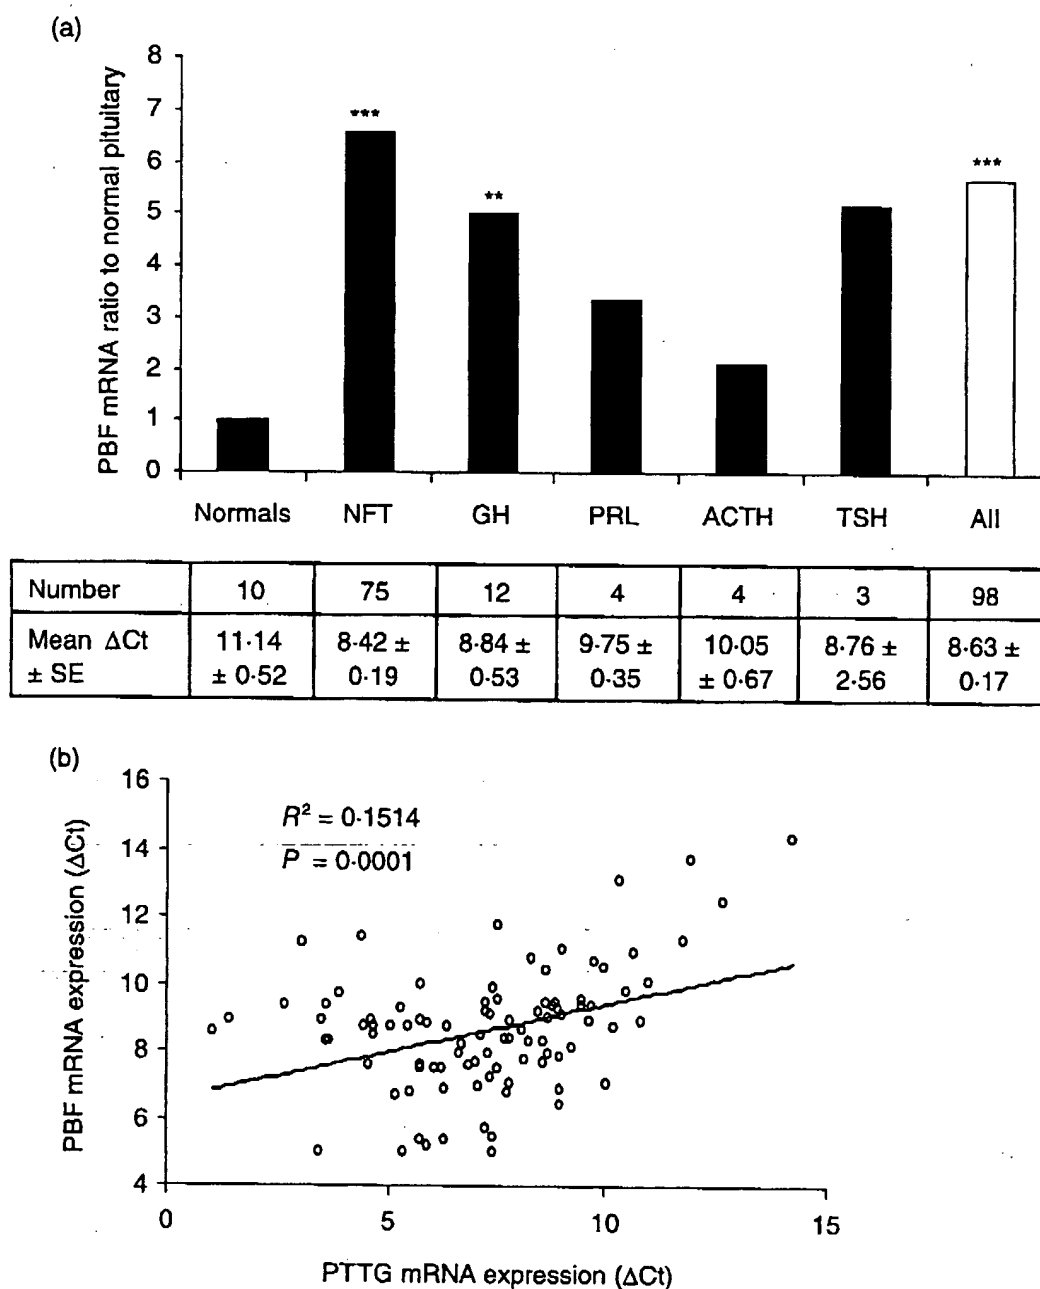 (a)
PBF mRNA ratio to normal pituitary
8
7
6
5
4
3
2
1
0
***
**
***
Normals NFT GH PRL ACTH TSH All
Number 10 75 12 4 4 3 98
Mean ΔCt 11·14 8·42 ± 8·84 ± 9·75 ± 10·05 8·76 ± 8·63 ±
± SE ± 0·52 0·19 0·53 0·35 ± 0·67 2·56 0·17
(b)
PBF mRNA expression (ΔCt)
16
14
12
10
8
6
4
R² = 0·1514
P = 0·0001
0 5 10 15
PTTG mRNA expression (ΔCt)